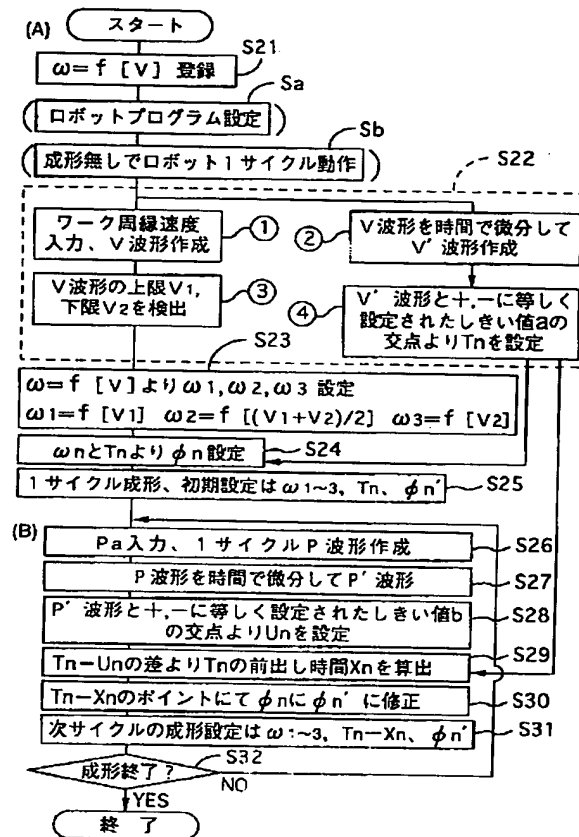 (A)
スタート
S21
ω=f [V] 登録
Sa
(ロボットプログラム設定)
Sb
(成形無しでロボット1サイクル動作)
S22
ワーク周縁速度
入力、V波形作成
①
②
V波形を時間で微分して
V′波形作成
V波形の上限V1,
下限V2を検出
③
④
V′波形と+,−に等しく
設定されたしきい値aの
交点よりTnを設定
S23
ω=f [V]よりω1,ω2,ω3 設定
ω1=f [V1] ω2=f [(V1+V2)/2] ω3=f [V2]
ωnとTnよりφn設定
S24
1サイクル成形、初期設定はω1~3, Tn、φn′
S25
(B)
Pa入力、1サイクルP波形作成
S26
P波形を時間で微分してP′波形
S27
P′波形と+,−に等しく設定されたしきい値b
の交点よりUnを設定
S28
S29
Tn−Unの差よりTnの前出し時間Xnを算出
Tn−Xnのポイントにてφnにφn′に修正
S30
次サイクルの成形設定はω:~3, Tn−Xn、φn′
S31
成形終了?
S32
NO
YES
終了